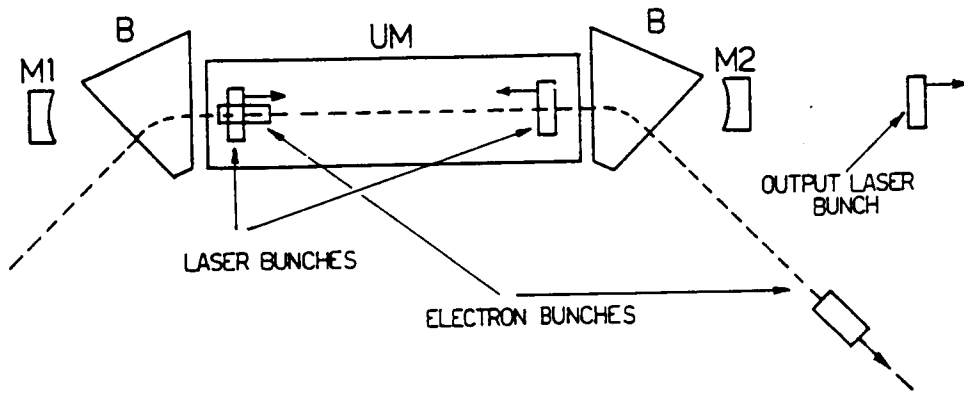 B
UM
B
M1
M2
OUTPUT LASER
BUNCH
LASER BUNCHES
ELECTRON BUNCHES